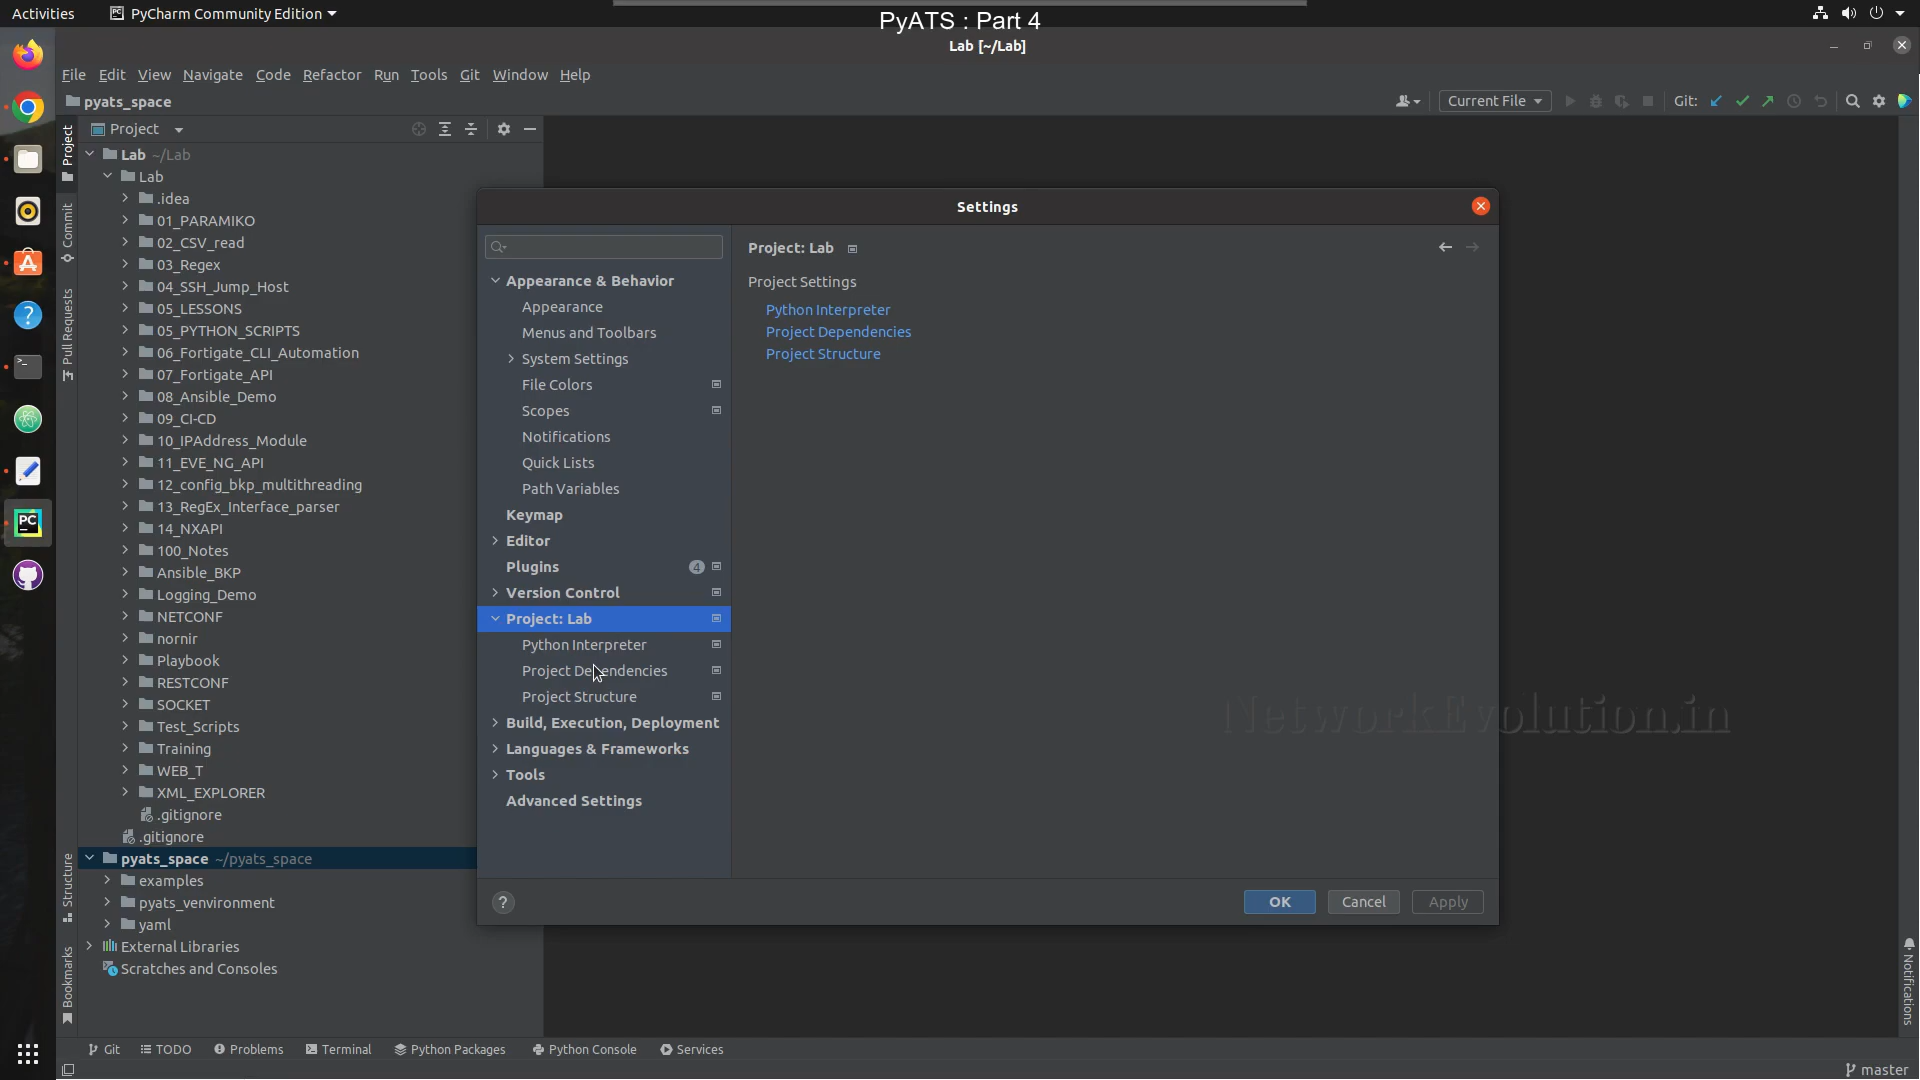 Activities
PyCharm Community Edition
PyATS : Part 4
Lab [~/Lab]
File Edit View Navigate Code Refactor Run Tools Git Window Help
pyats_space
Current File
Git:
Project
Project
Commit
Pull Requests
Structure
Bookmarks
Lab ~/Lab
Lab
.idea
01_PARAMIKO
02_CSV_read
03_Regex
04_SSH_Jump_Host
05_LESSONS
05_PYTHON_SCRIPTS
06_Fortigate_CLI_Automation
07_Fortigate_API
08_Ansible_Demo
09_CI-CD
10_IPAddress_Module
11_EVE_NG_API
12_config_bkp_multithreading
13_RegEx_Interface_parser
14_NXAPI
100_Notes
Ansible_BKP
Logging_Demo
NETCONF
nornir
Playbook
RESTCONF
SOCKET
Test_Scripts
Training
WEB_T
XML_EXPLORER
.gitignore
.gitignore
pyats_space ~/pyats_space
examples
pyats_venvironment
yaml
External Libraries
Scratches and Consoles
Settings
Appearance & Behavior
Appearance
Menus and Toolbars
System Settings
File Colors
Scopes
Notifications
Quick Lists
Path Variables
Keymap
Editor
Plugins 4
Version Control
Project: Lab
Python Interpreter
Project Dependencies
Project Structure
Build, Execution, Deployment
Languages & Frameworks
Tools
Advanced Settings
Project: Lab
Project Settings
Python Interpreter
Project Dependencies
Project Structure
NetworkEvolution.in
?
OK Cancel Apply
Notifications
Git TODO Problems Terminal Python Packages Python Console Services
master